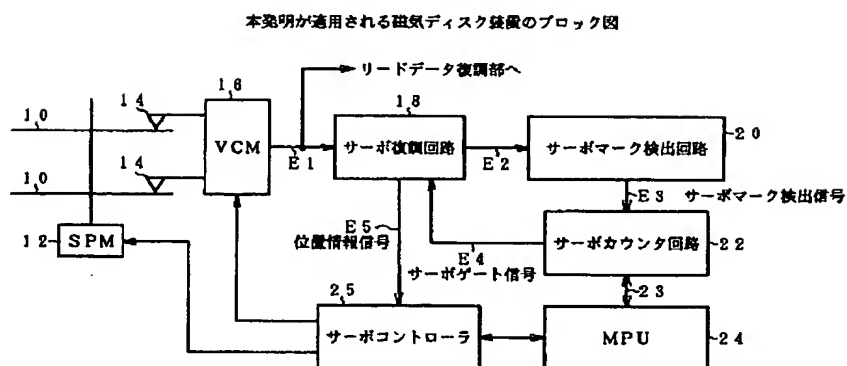 本発明が適用される磁気ディスク装置のブロック図
リードデータ復調部へ
16
14
18
10
20
VCM
サーボ復調回路
サーボマーク検出回路
E1
E2
14
10
E3 サーボマーク検出信号
E5
位置情報信号
サーボカウンタ回路
22
12
SPM
E4
サーボゲート信号
25
23
サーボコントローラ
MPU
24